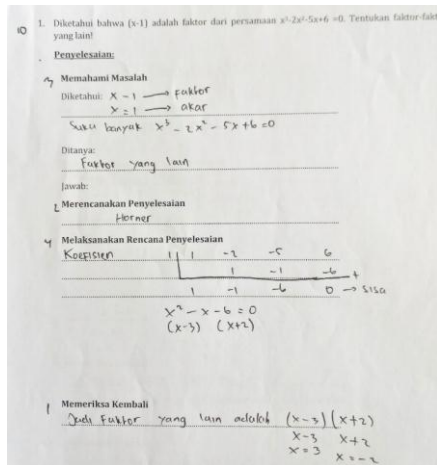 10
1. Diketahui bahwa (x-1) adalah faktor dari persamaan x³-2x²-5x+6 =0. Tentukan faktor-fakt
yang lain!
Penyelesaian:
3 Memahami Masalah
Diketahui: x - 1 → faktor
x = 1 → akar
Suku banyak x³ - 2x² - 5x + 6 = 0
Ditanya:
Faktor yang lain
Jawab:
2 Merencanakan Penyelesaian
Horner
4 Melaksanakan Rencana Penyelesaian
Koefisien 1 | 1 -2 -5 6
1 -1 -6 +
1 -1 -6 0 → sisa
x² - x - 6 = 0
(x-3) (x+2)
1 Memeriksa Kembali
Jadi Faktor yang lain adalah (x-3)(x+2)
x-3 x+2
x=3 x=-2